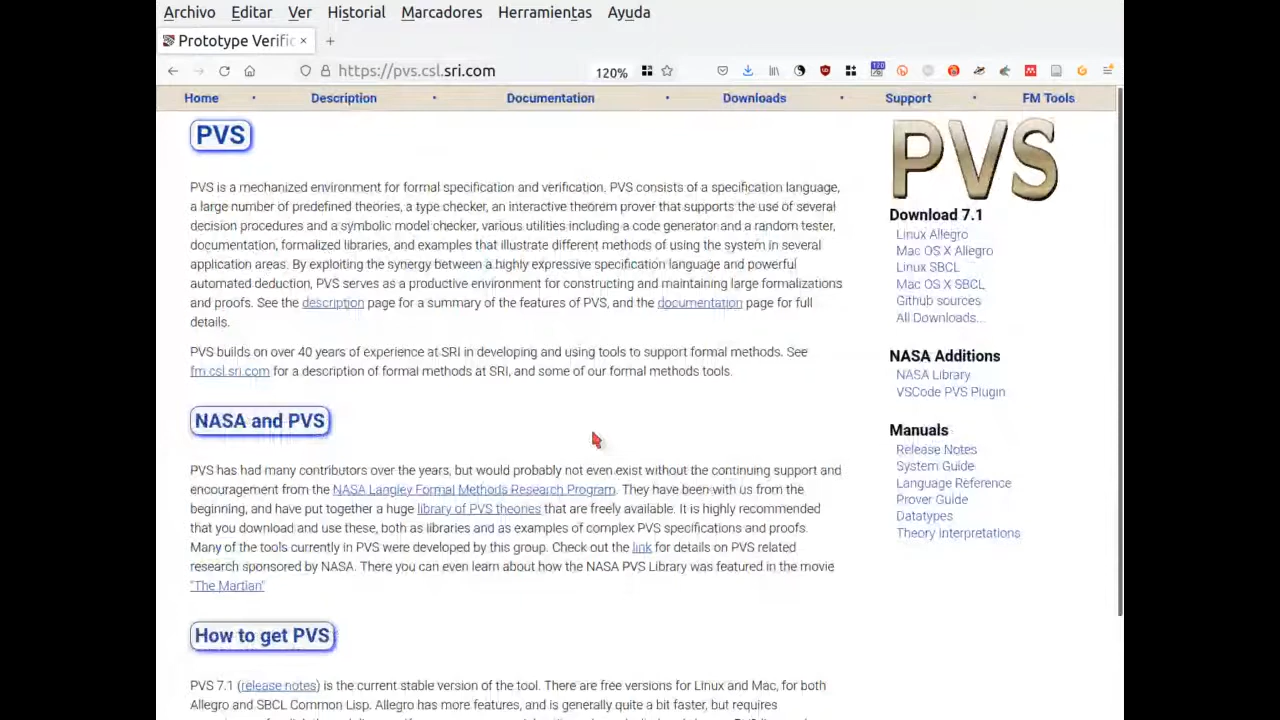 Archivo Editar Ver Historial Marcadores Herramientas Ayuda
Prototype Verific
https://pvs.csl.sri.com 120%
Home • Description • Documentation • Downloads • Support • FM Tools
PVS
PVS is a mechanized environment for formal specification and verification. PVS consists of a specification language,
a large number of predefined theories, a type checker, an interactive theorem prover that supports the use of several
decision procedures and a symbolic model checker, various utilities including a code generator and a random tester,
documentation, formalized libraries, and examples that illustrate different methods of using the system in several
application areas. By exploiting the synergy between a highly expressive specification language and powerful
automated deduction, PVS serves as a productive environment for constructing and maintaining large formalizations
and proofs. See the description page for a summary of the features of PVS, and the documentation page for full
details.
PVS builds on over 40 years of experience at SRI in developing and using tools to support formal methods. See
fm.csl.sri.com for a description of formal methods at SRI, and some of our formal methods tools.
NASA and PVS
PVS has had many contributors over the years, but would probably not even exist without the continuing support and
encouragement from the NASA Langley Formal Methods Research Program. They have been with us from the
beginning, and have put together a huge library of PVS theories that are freely available. It is highly recommended
that you download and use these, both as libraries and as examples of complex PVS specifications and proofs.
Many of the tools currently in PVS were developed by this group. Check out the link for details on PVS related
research sponsored by NASA. There you can even learn about how the NASA PVS Library was featured in the movie
"The Martian"
How to get PVS
PVS 7.1 (release notes) is the current stable version of the tool. There are free versions for Linux and Mac, for both
Allegro and SBCL Common Lisp. Allegro has more features, and is generally quite a bit faster, but requires
PVS
Download 7.1
Linux Allegro
Mac OS X Allegro
Linux SBCL
Mac OS X SBCL
Github sources
All Downloads...
NASA Additions
NASA Library
VSCode PVS Plugin
Manuals
Release Notes
System Guide
Language Reference
Prover Guide
Datatypes
Theory Interpretations